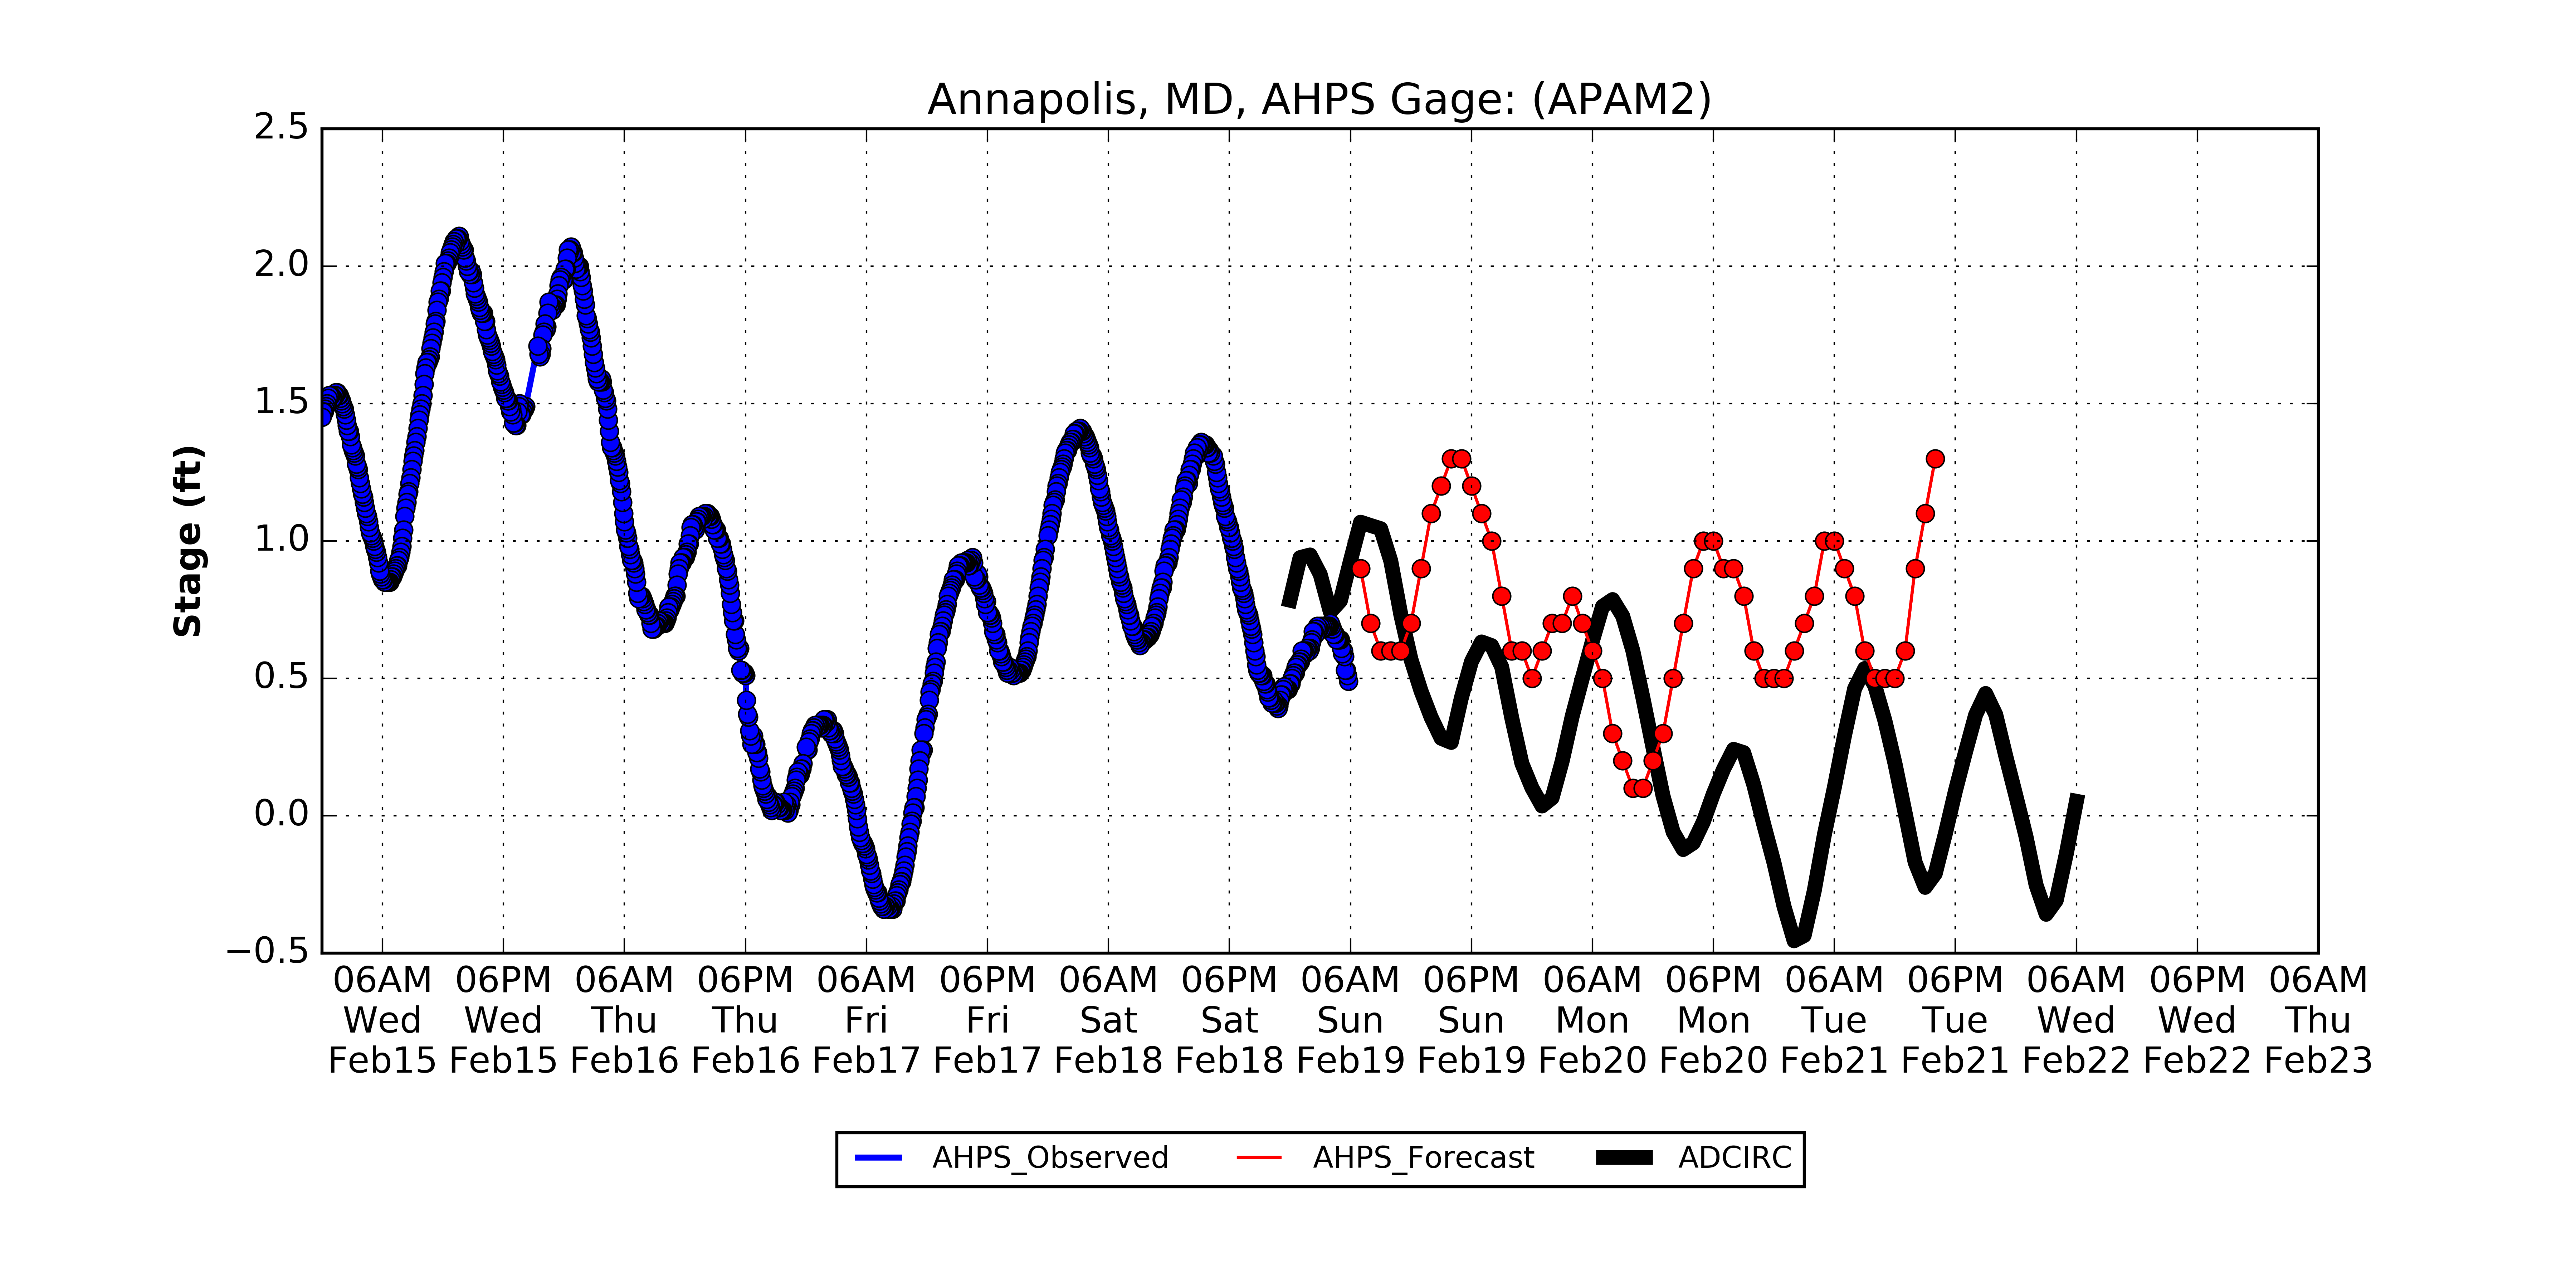 Annapolis, MD, AHPS Gage: (APAM2)
Stage (ft)
2.5
2.0
1.5
1.0
0.5
0.0
−0.5
06AM 06PM 06AM 06PM 06AM 06PM 06AM 06PM 06AM 06PM 06AM 06PM 06AM 06PM 06AM 06PM 06AM
Wed Wed Thu Thu Fri Fri Sat Sat Sun Sun Mon Mon Tue Tue Wed Wed Thu
Feb15 Feb15 Feb16 Feb16 Feb17 Feb17 Feb18 Feb18 Feb19 Feb19 Feb20 Feb20 Feb21 Feb21 Feb22 Feb22 Feb23
AHPS_Observed AHPS_Forecast ADCIRC